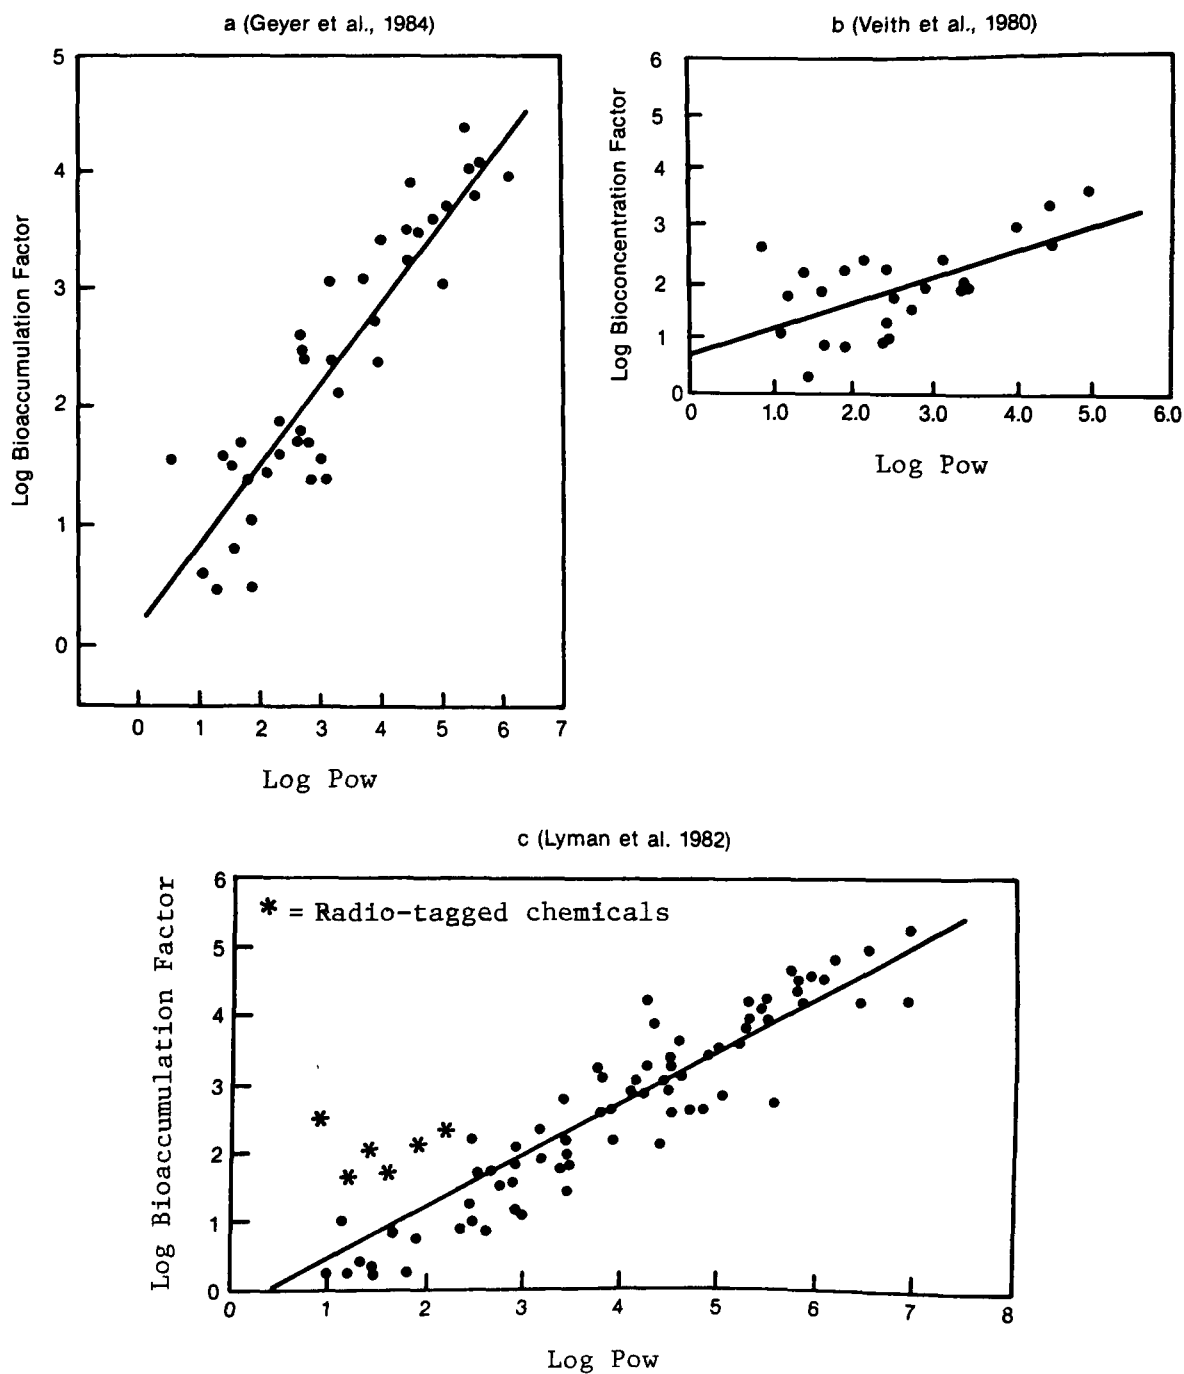 a (Geyer et al., 1984)
5
4
3
2
1
0
Log Bioaccumulation Factor
0 1 2 3 4 5 6 7
Log Pow
b (Veith et al., 1980)
6
5
4
3
2
1
0
Log Bioconcentration Factor
0 1.0 2.0 3.0 4.0 5.0 6.0
Log Pow
c (Lyman et al. 1982)
* = Radio-tagged chemicals
6
5
4
3
2
1
0
Log Bioaccumulation Factor
0 1 2 3 4 5 6 7 8
Log Pow